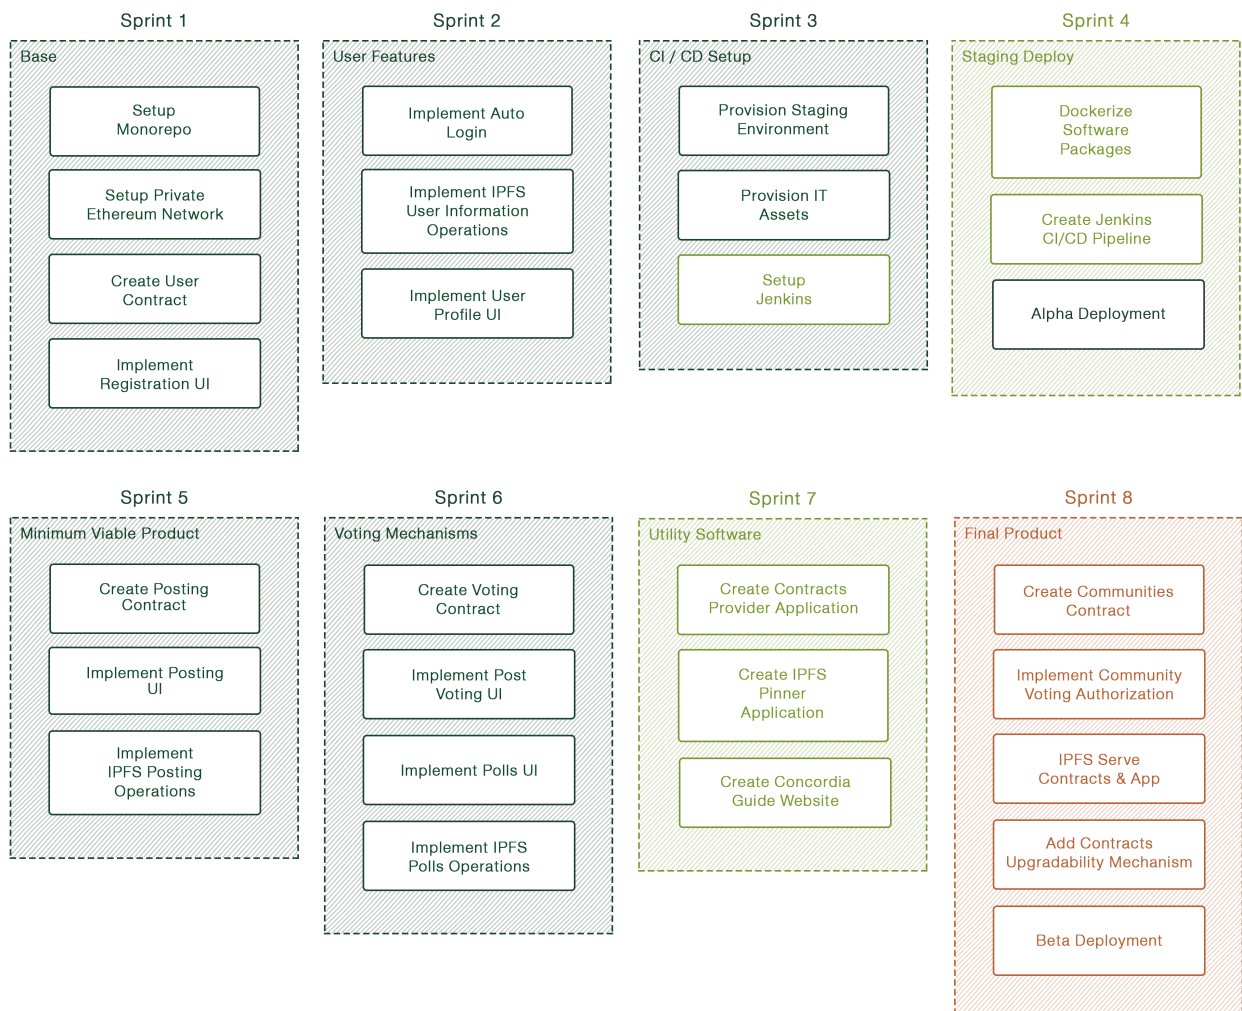 Sprint 1
Base
Setup
Monorepo
Setup Private
Ethereum Network
Create User
Contract
Implement
Registration UI
Sprint 2
User Features
Implement Auto
Login
Implement IPFS
User Information
Operations
Implement User
Profile UI
Sprint 3
CI / CD Setup
Provision Staging
Environment
Provision IT
Assets
Setup
Jenkins
Sprint 4
Staging Deploy
Dockerize
Software
Packages
Create Jenkins
CI/CD Pipeline
Alpha Deployment
Sprint 5
Minimum Viable Product
Create Posting
Contract
Implement Posting
UI
Implement
IPFS Posting
Operations
Sprint 6
Voting Mechanisms
Create Voting
Contract
Implement Post
Voting UI
Implement Polls UI
Implement IPFS
Polls Operations
Sprint 7
Utility Software
Create Contracts
Provider Application
Create IPFS
Pinner
Application
Create Concordia
Guide Website
Sprint 8
Final Product
Create Communities
Contract
Implement Community
Voting Authorization
IPFS Serve
Contracts & App
Add Contracts
Upgradability Mechanism
Beta Deployment